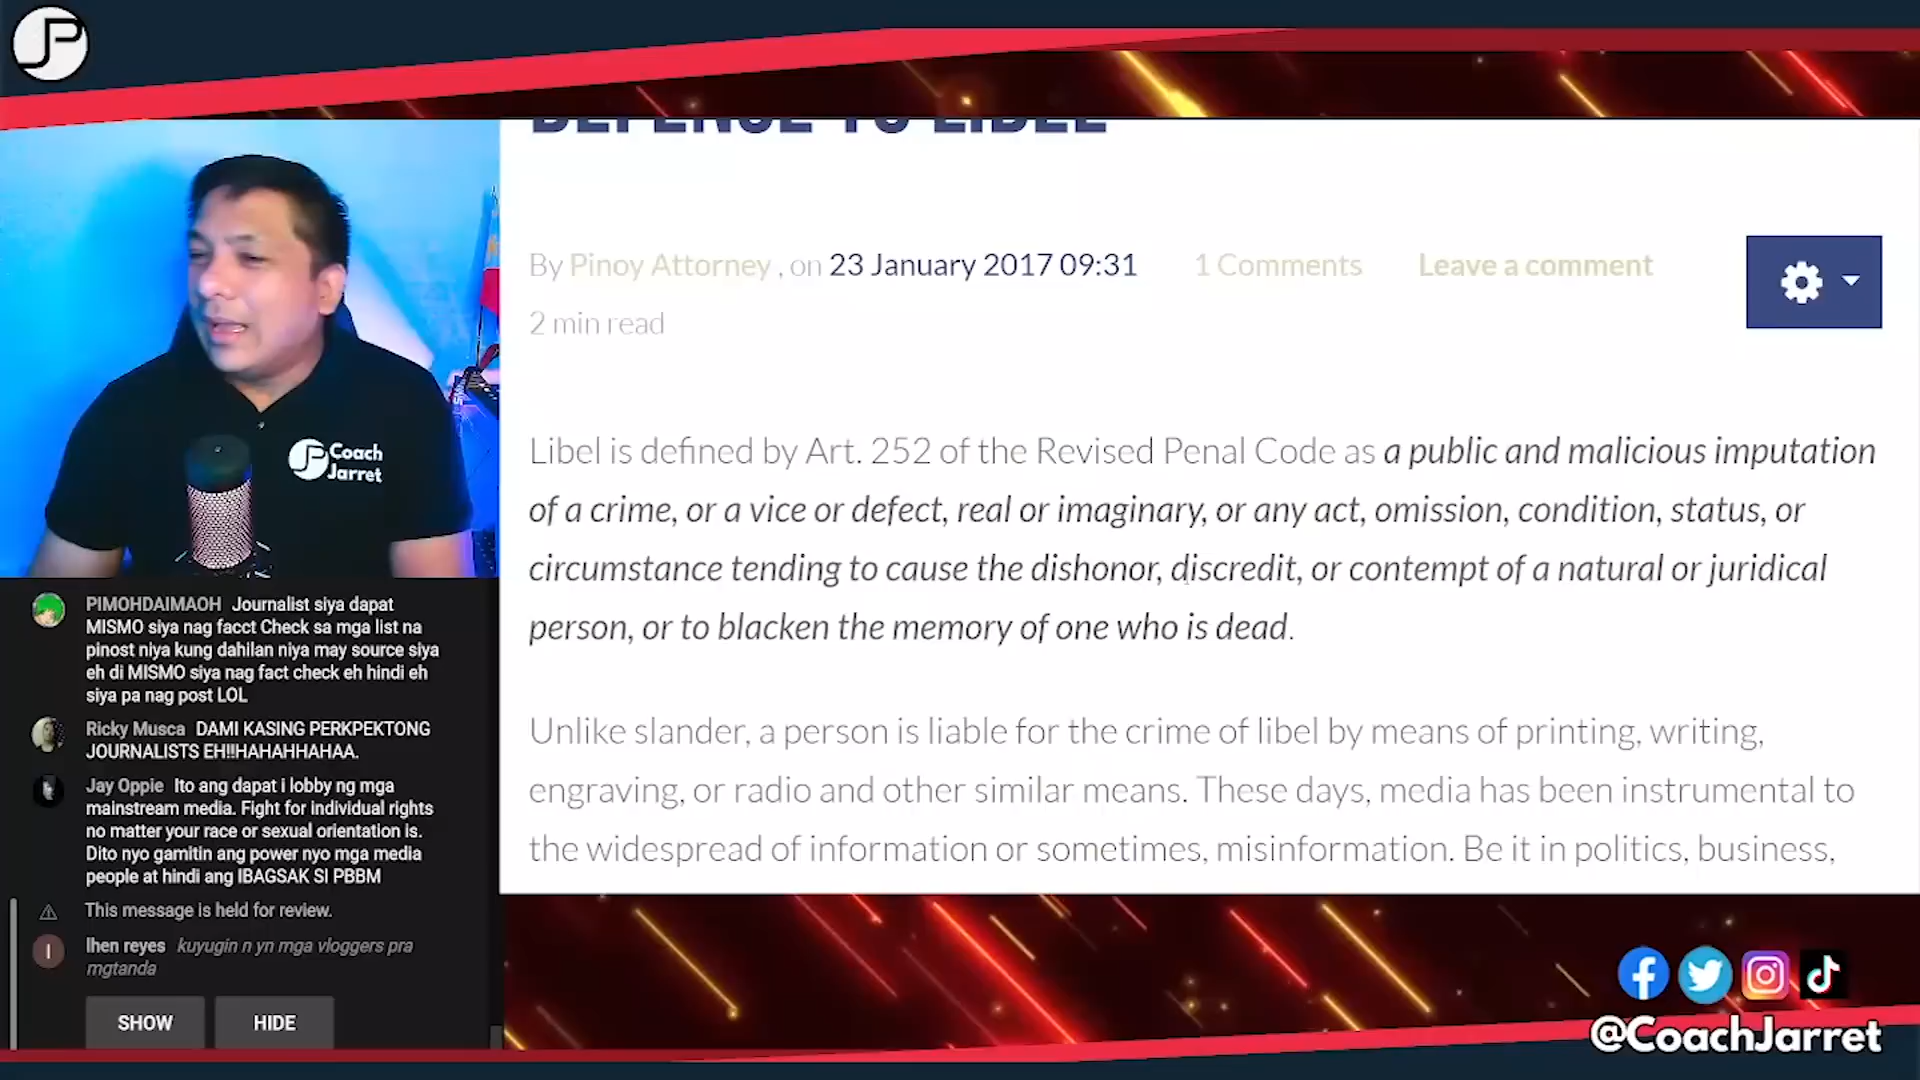 JP
DEFENSE TO LIBEL
By Pinoy Attorney , on 23 January 2017 09:31 1 Comments Leave a comment
2 min read
Libel is defined by Art. 252 of the Revised Penal Code as a public and malicious imputation
of a crime, or a vice or defect, real or imaginary, or any act, omission, condition, status, or
circumstance tending to cause the dishonor, discredit, or contempt of a natural or juridical
person, or to blacken the memory of one who is dead.
Unlike slander, a person is liable for the crime of libel by means of printing, writing,
engraving, or radio and other similar means. These days, media has been instrumental to
the widespread of information or sometimes, misinformation. Be it in politics, business,
JP Coach
Jarret
PIMOHDAIMAOH Journalist siya dapat
MISMO siya nag facct Check sa mga list na
pinost niya kung dahilan niya may source siya
eh di MISMO siya nag fact check eh hindi eh
siya pa nag post LOL
Ricky Musca DAMI KASING PERKPEKTONG
JOURNALISTS EH!!!HAHAHHAHAA.
Jay Oppie Ito ang dapat i lobby ng mga
mainstream media. Fight for individual rights
no matter your race or sexual orientation is.
Dito nyo gamitin ang power nyo mga media
people at hindi ang IBAGSAK SI PBBM
This message is held for review.
I
lhen reyes kuyugin n yn mga vloggers pra
mgtanda
SHOW HIDE
@CoachJarret